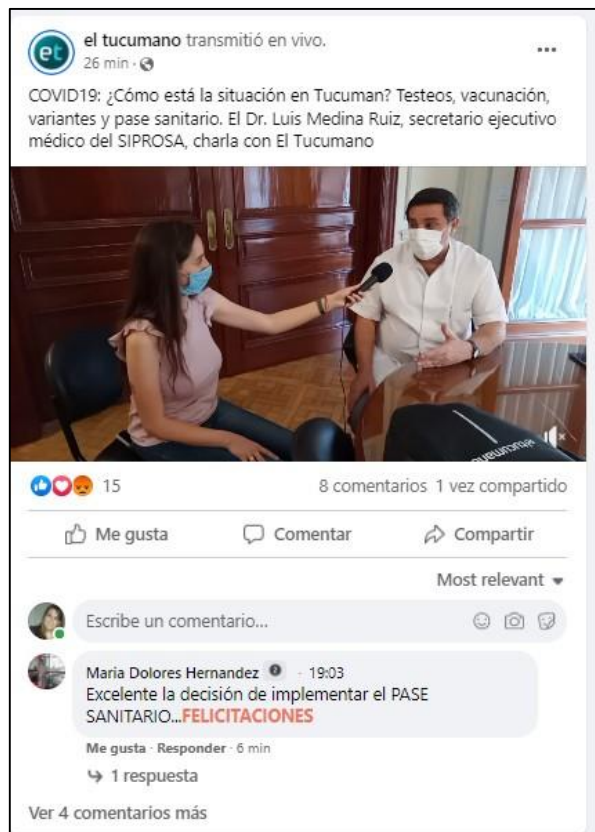 et
el tucumano transmitió en vivo.
26 min ·
COVID19: ¿Cómo está la situación en Tucuman? Testeos, vacunación,
variantes y pase sanitario. El Dr. Luis Medina Ruiz, secretario ejecutivo
médico del SIPROSA, charla con El Tucumano
eltucumano
15
8 comentarios 1 vez compartido
Me gusta Comentar Compartir
Most relevant
Escribe un comentario...
Maria Dolores Hernandez · 19:03
Excelente la decisión de implementar el PASE
SANITARIO...FELICITACIONES
Me gusta · Responder · 6 min
1 respuesta
Ver 4 comentarios más